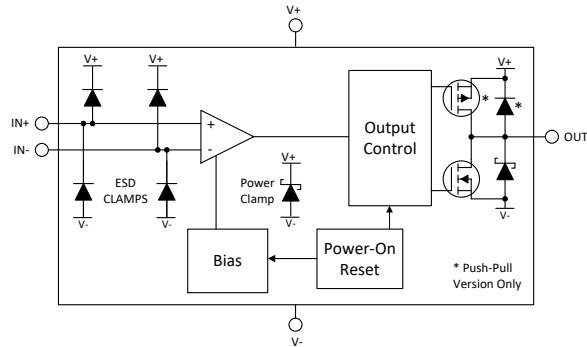 V+
V+
V+
V+
IN+
IN-
+
-
Output
Control
*
*
OUT
ESD
CLAMPS
V+
Power
Clamp
V-
V-
V-
V-
Bias
Power-On
Reset
* Push-Pull
Version Only
V-